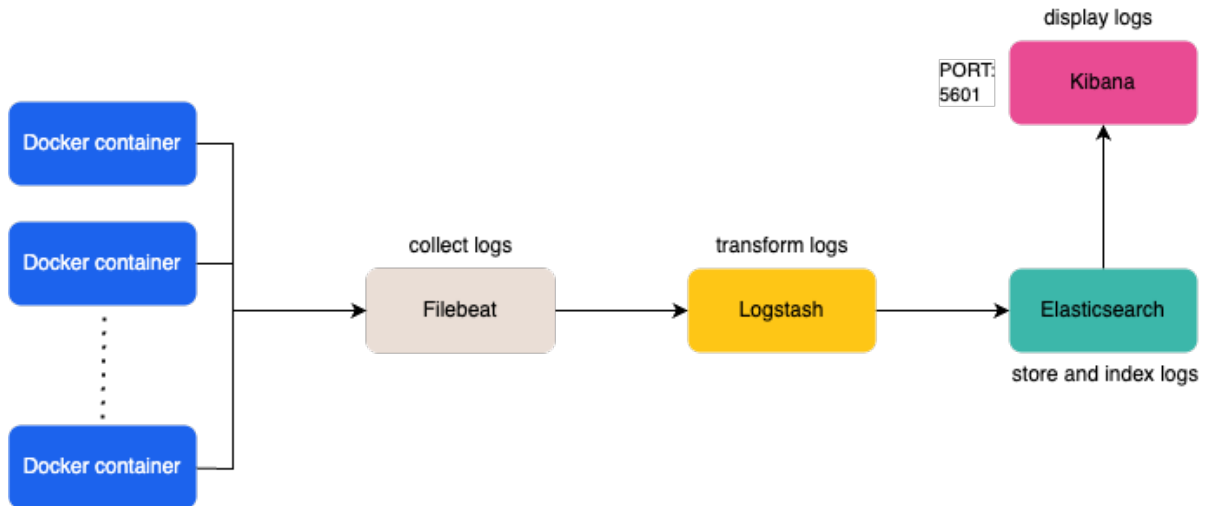 display logs
PORT:
5601
Kibana
Docker container
Docker container
collect logs
transform logs
Filebeat
Logstash
Elasticsearch
store and index logs
Docker container